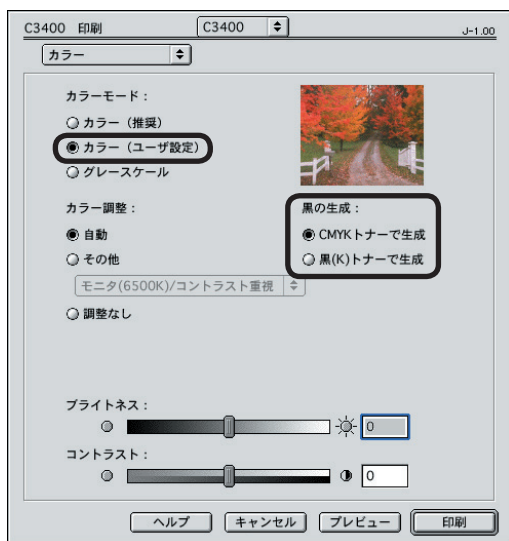 C3400 印刷 C3400 J-1.00
カラー
カラーモード：
カラー（推奨）
カラー（ユーザ設定）
グレースケール
カラー調整：
自動
その他
モニタ(6500K)/コントラスト重視
調整なし
黒の生成：
CMYKトナーで生成
黒(K)トナーで生成
ブライトネス：
0
コントラスト：
0
ヘルプ キャンセル プレビュー 印刷